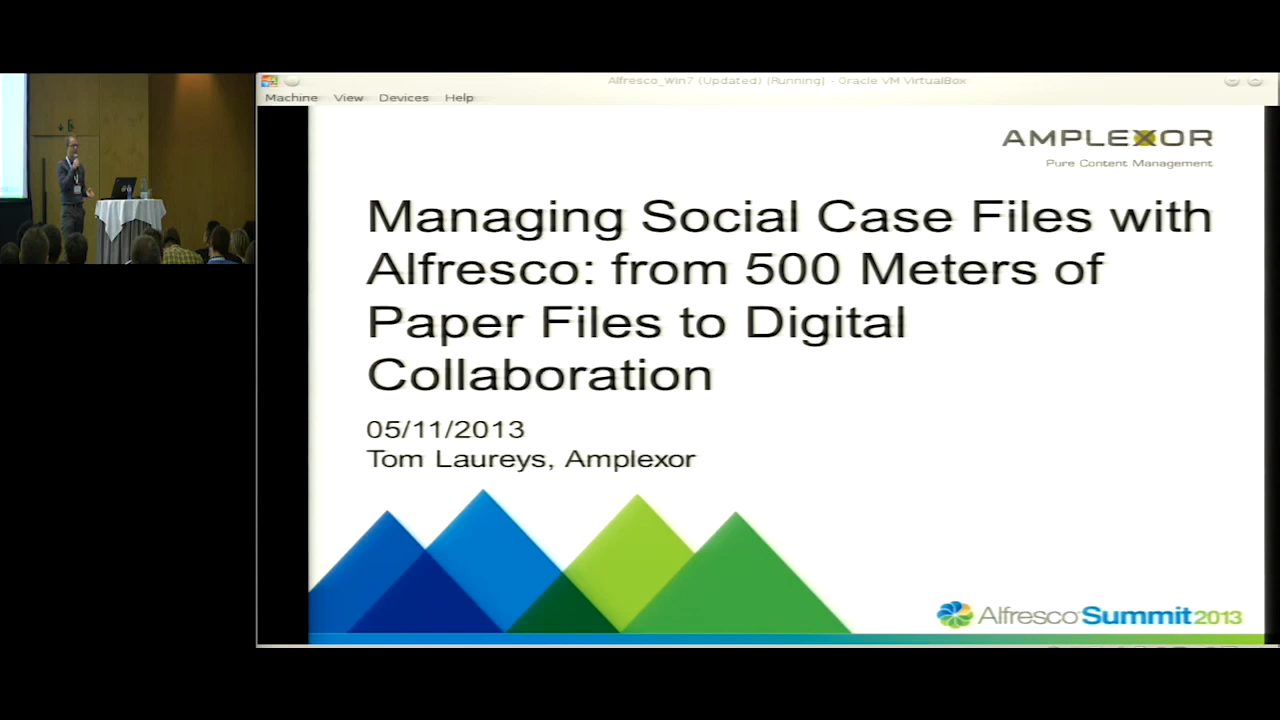 Alfresco_Win7 (Updated) [Running] - Oracle VM VirtualBox
Machine View Devices Help
AMPLEXOR
Pure Content Management
Managing Social Case Files with
Alfresco: from 500 Meters of
Paper Files to Digital
Collaboration
05/11/2013
Tom Laureys, Amplexor
Alfresco Summit 2013